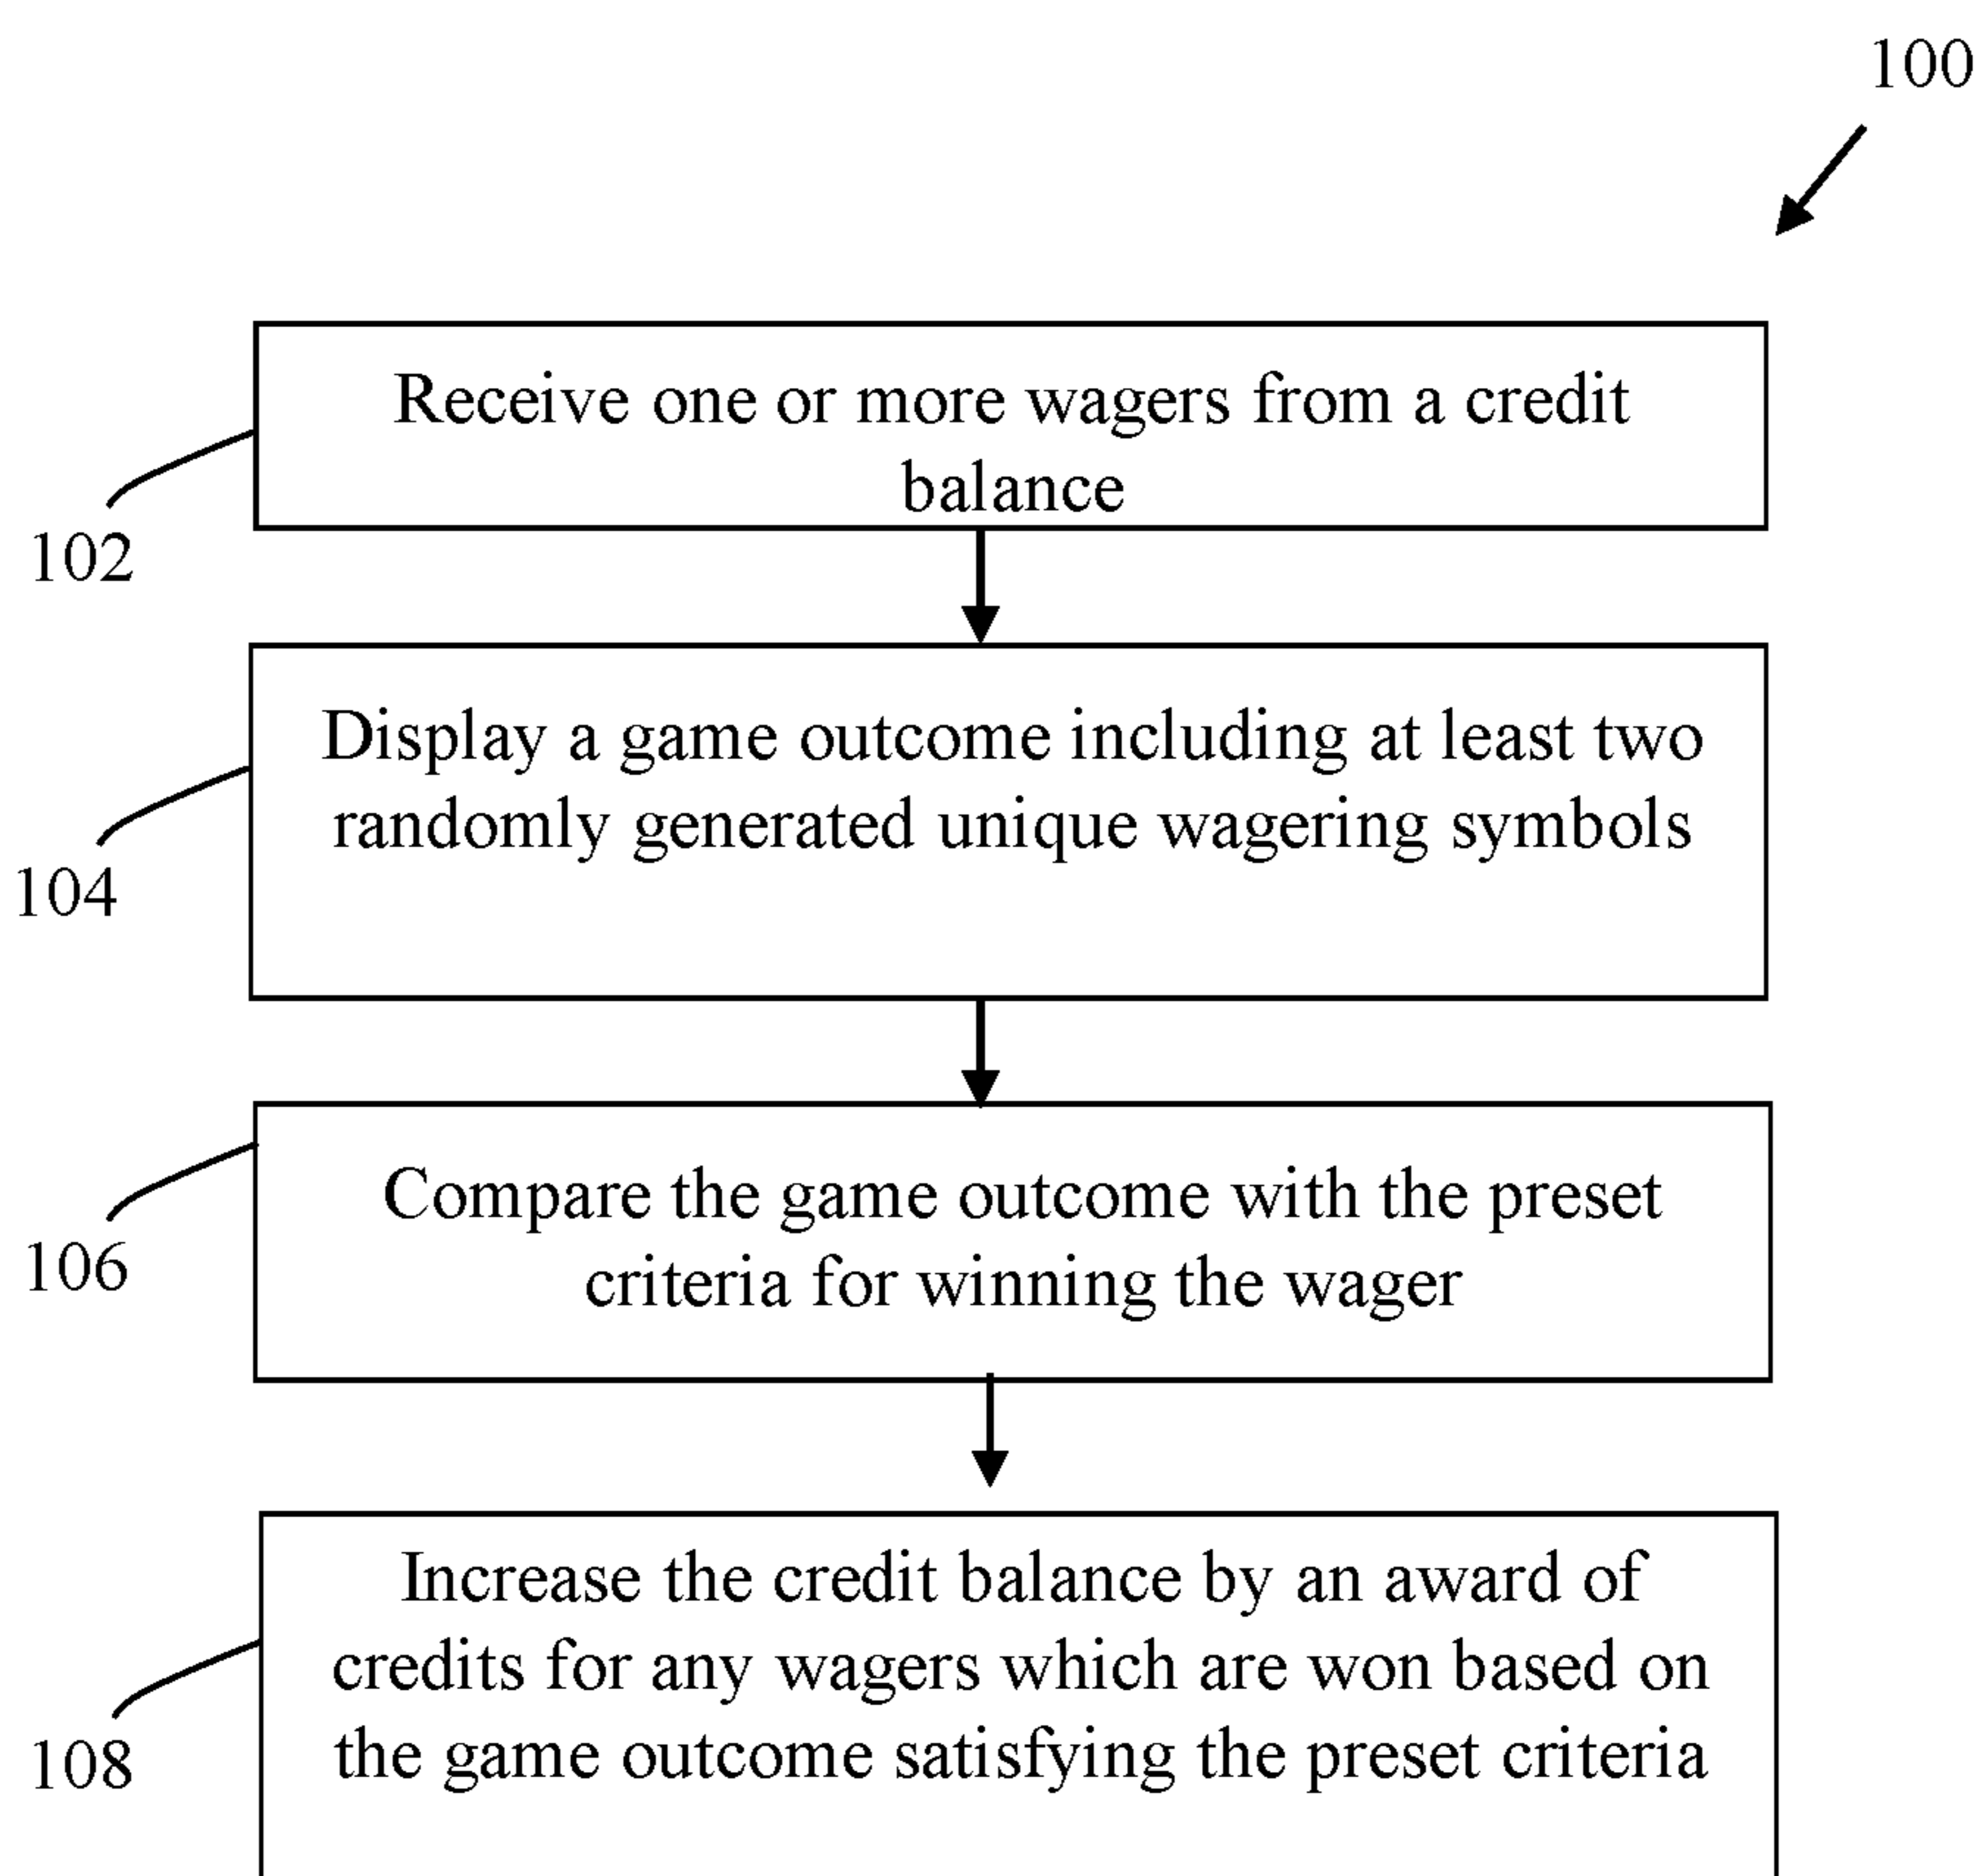 100
Receive one or more wagers from a credit
balance
102
Display a game outcome including at least two
randomly generated unique wagering symbols
104
Compare the game outcome with the preset
criteria for winning the wager
106
Increase the credit balance by an award of
credits for any wagers which are won based on
the game outcome satisfying the preset criteria
108